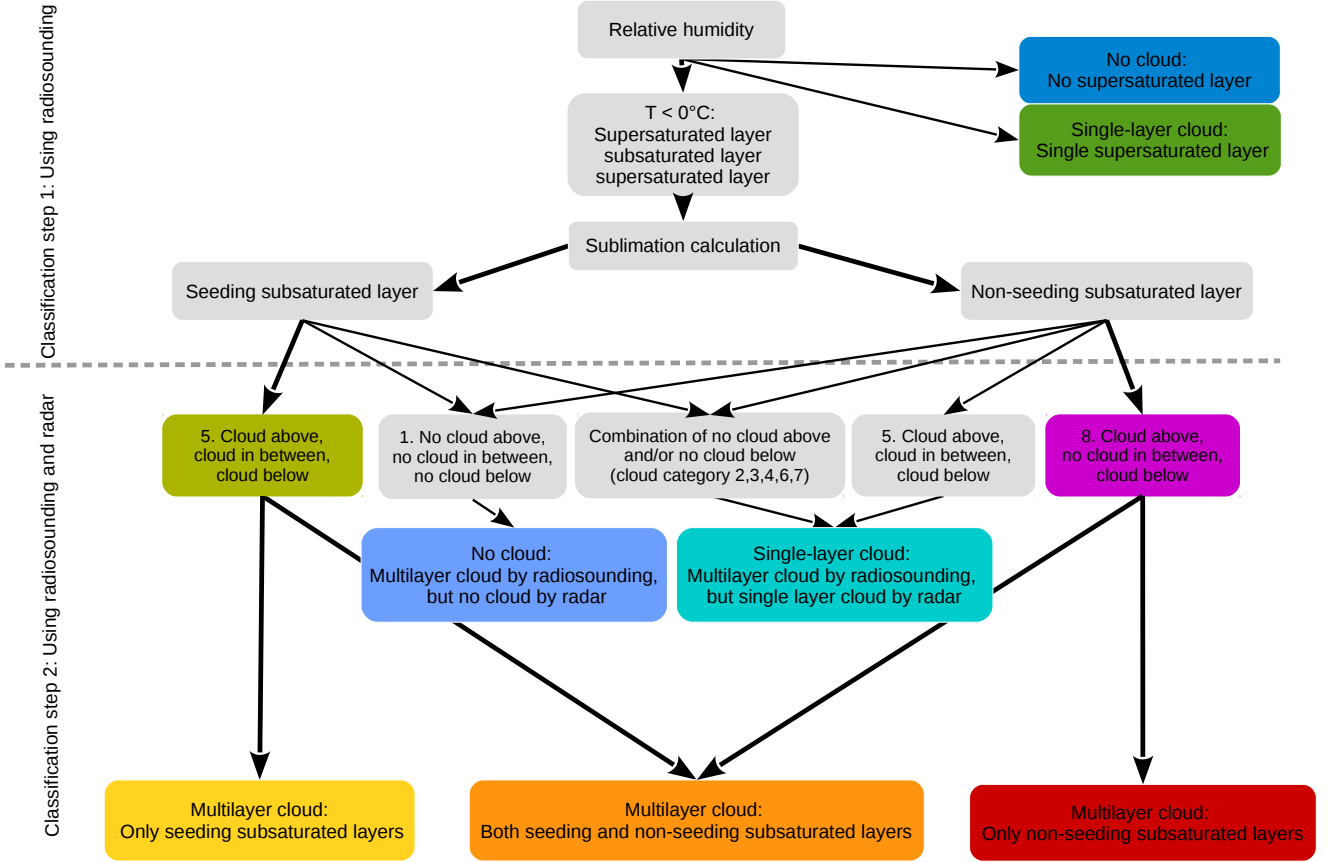 Classification step 1: Using radiosounding
Relative humidity
No cloud:
No supersaturated layer
Single-layer cloud:
Single supersaturated layer
T < 0°C:
Supersaturated layer
subsaturated layer
supersaturated layer
Sublimation calculation
Seeding subsaturated layer
Non-seeding subsaturated layer
Classification step 2: Using radiosounding and radar
5. Cloud above,
cloud in between,
cloud below
1. No cloud above,
no cloud in between,
no cloud below
Combination of no cloud above
and/or no cloud below
(cloud category 2,3,4,6,7)
5. Cloud above,
cloud in between,
cloud below
8. Cloud above,
no cloud in between,
cloud below
No cloud:
Multilayer cloud by radiosounding,
but no cloud by radar
Single-layer cloud:
Multilayer cloud by radiosounding,
but single layer cloud by radar
Multilayer cloud:
Only seeding subsaturated layers
Multilayer cloud:
Both seeding and non-seeding subsaturated layers
Multilayer cloud:
Only non-seeding subsaturated layers